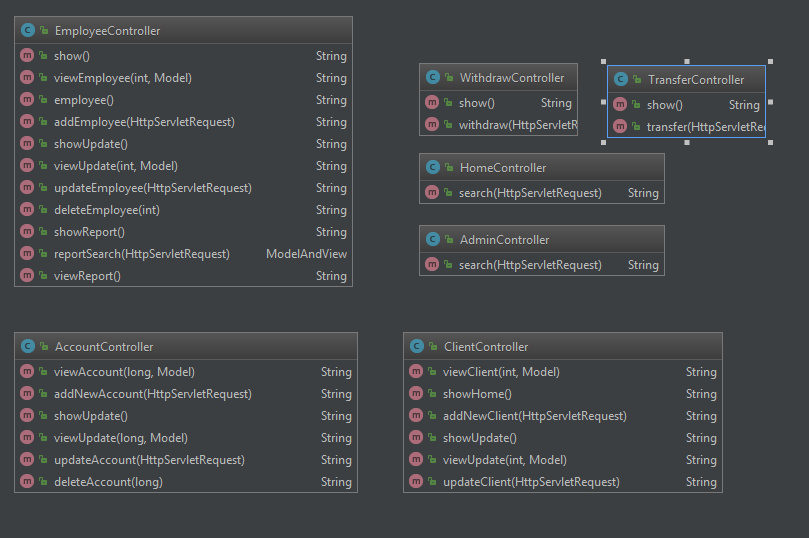 EmployeeController
show() String
viewEmployee(int, Model) String
employee() String
addEmployee(HttpServletRequest) String
showUpdate() String
viewUpdate(int, Model) String
updateEmployee(HttpServletRequest) String
deleteEmployee(int) String
showReport() String
reportSearch(HttpServletRequest) ModelAndView
viewReport() String
WithdrawController
show() String
withdraw(HttpServletR
TransferController
show() String
transfer(HttpServletRe
HomeController
search(HttpServletRequest) String
AdminController
search(HttpServletRequest) String
AccountController
viewAccount(long, Model) String
addNewAccount(HttpServletRequest) String
showUpdate() String
viewUpdate(long, Model) String
updateAccount(HttpServletRequest) String
deleteAccount(long) String
ClientController
viewClient(int, Model) String
showHome() String
addNewClient(HttpServletRequest) String
showUpdate() String
viewUpdate(int, Model) String
updateClient(HttpServletRequest) String